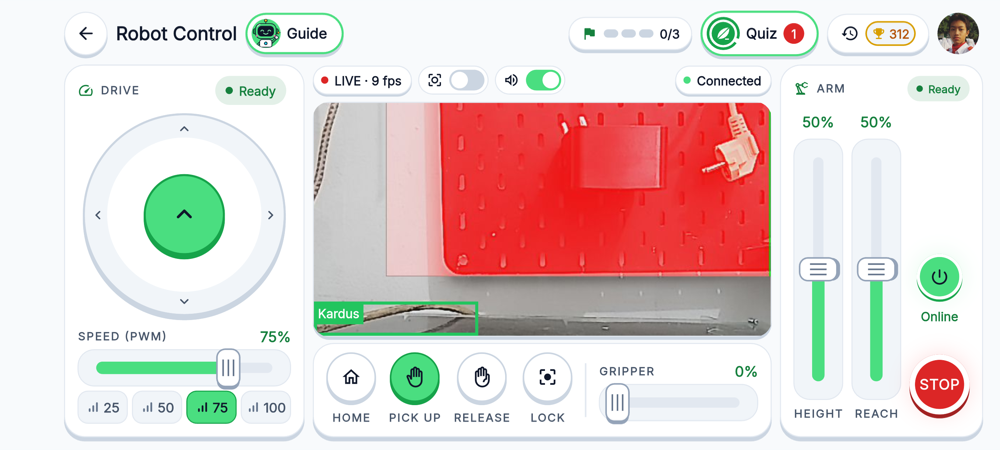 Robot Control
Guide
0/3
Quiz 1
312
DRIVE
Ready
LIVE · 9 fps
Connected
ARM
Ready
50% 50%
Kardus
SPEED (PWM) 75%
25 50 75 100
HOME PICK UP RELEASE LOCK
GRIPPER 0%
Online
STOP
HEIGHT REACH